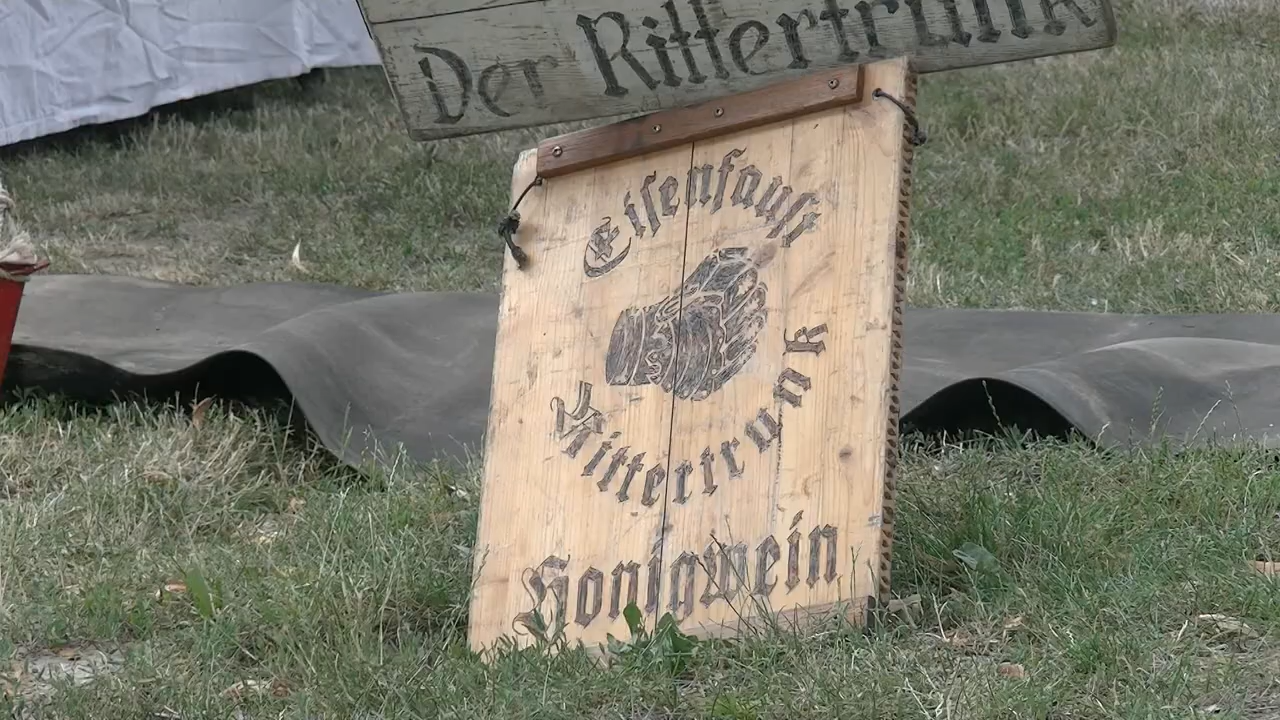 Der Rittertrunk
Eisenfaust
Rittertrunk
Honigwein